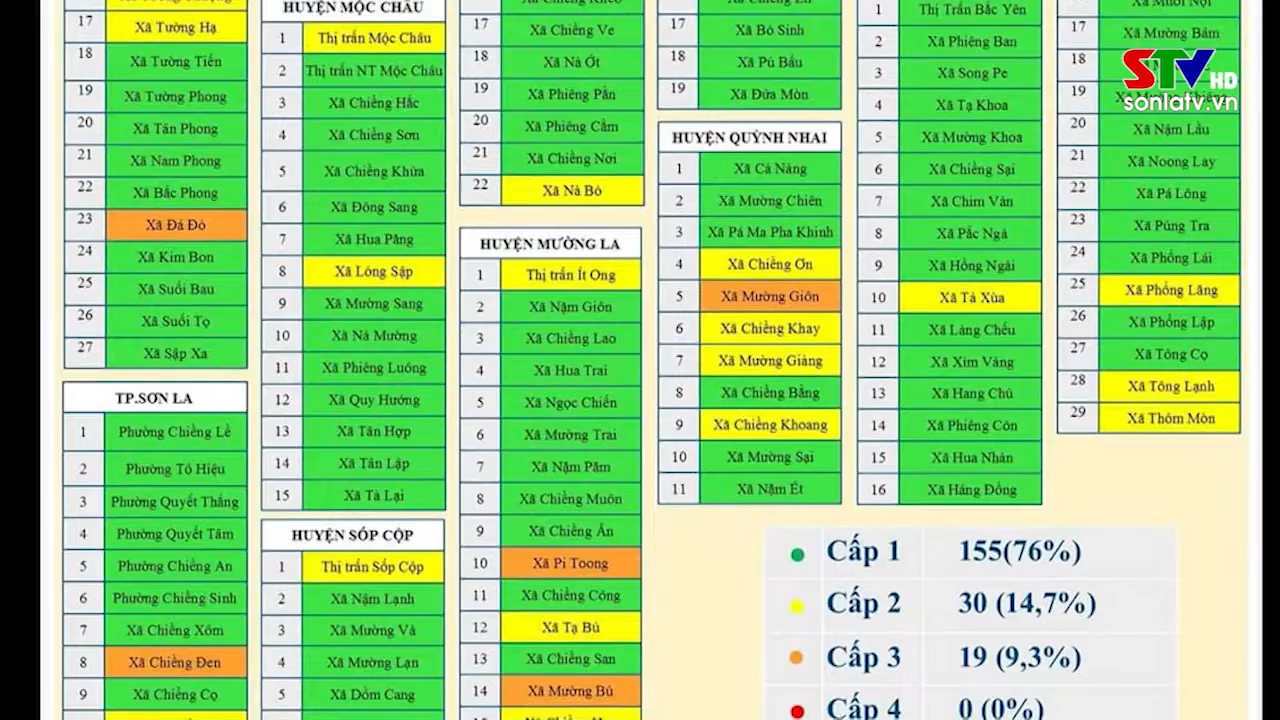 17 Xã Tường Hạ
18 Xã Tường Tiến
19 Xã Tường Phong
20 Xã Tân Phong
21 Xã Nam Phong
22 Xã Bắc Phong
23 Xã Đá Đỏ
24 Xã Kim Bon
25 Xã Suối Bau
26 Xã Suối Tọ
27 Xã Sập Xa
TP.SƠN LA
1 Phường Chiềng Lề
2 Phường Tô Hiệu
3 Phường Quyết Thắng
4 Phường Quyết Tâm
5 Phường Chiềng An
6 Phường Chiềng Sinh
7 Xã Chiềng Xôm
8 Xã Chiềng Đen
9 Xã Chiềng Cọ
HUYỆN MỘC CHÂU
1 Thị trấn Mộc Châu
2 Thị trấn NT Mộc Châu
3 Xã Chiềng Hắc
4 Xã Chiềng Sơn
5 Xã Chiềng Khừa
6 Xã Đông Sang
7 Xã Hua Păng
8 Xã Lóng Sập
9 Xã Mường Sang
10 Xã Nà Mường
11 Xã Phiêng Luông
12 Xã Quy Hướng
13 Xã Tân Hợp
14 Xã Tân Lập
15 Xã Tà Lại
HUYỆN SỐP CỘP
1 Thị trấn Sốp Cộp
2 Xã Nậm Lạnh
3 Xã Mường Và
4 Xã Mường Lạn
5 Xã Dồm Cang
17 Xã Chiềng Ve
18 Xã Nà Ớt
19 Xã Phiêng Pằn
20 Xã Phiêng Cằm
21 Xã Chiềng Nơi
22 Xã Nà Bó
HUYỆN MƯỜNG LA
1 Thị trấn Ít Ong
2 Xã Nặm Giôn
3 Xã Chiềng Lao
4 Xã Hua Trai
5 Xã Ngọc Chiến
6 Xã Mường Trai
7 Xã Nặm Păm
8 Xã Chiềng Muôn
9 Xã Chiềng Ân
10 Xã Pi Toong
11 Xã Chiềng Công
12 Xã Tạ Bú
13 Xã Chiềng San
14 Xã Mường Bú
17 Xã Bó Sinh
18 Xã Pú Bẩu
19 Xã Đứa Mòn
HUYỆN QUỲNH NHAI
1 Xã Cà Nàng
2 Xã Mường Chiên
3 Xã Pá Ma Pha Khinh
4 Xã Chiềng Ơn
5 Xã Mường Giôn
6 Xã Chiềng Khay
7 Xã Mường Giàng
8 Xã Chiềng Bằng
9 Xã Chiềng Khoang
10 Xã Mường Sại
11 Xã Nặm Ét
1 Thị Trấn Bắc Yên
2 Xã Phiêng Ban
3 Xã Song Pe
4 Xã Tạ Khoa
5 Xã Mường Khoa
6 Xã Chiềng Sại
7 Xã Chim Vàn
8 Xã Pắc Ngà
9 Xã Hồng Ngài
10 Xã Tà Xùa
11 Xã Làng Chếu
12 Xã Xím Vàng
13 Xã Hang Chú
14 Xã Phiêng Côn
15 Xã Hua Nhàn
16 Xã Háng Đồng
17 Xã Mường Bám
18
19
20 Xã Nậm Lầu
21 Xã Noong Lay
22 Xã Pá Lông
23 Xã Púng Tra
24 Xã Phổng Lái
25 Xã Phổng Lăng
26 Xã Phổng Lập
27 Xã Tông Cọ
28 Xã Tông Lạnh
29 Xã Thôm Mòn
STV HD
sonlatv.vn
Cấp 1 155(76%)
Cấp 2 30 (14,7%)
Cấp 3 19 (9,3%)
Cấp 4 0 (0%)